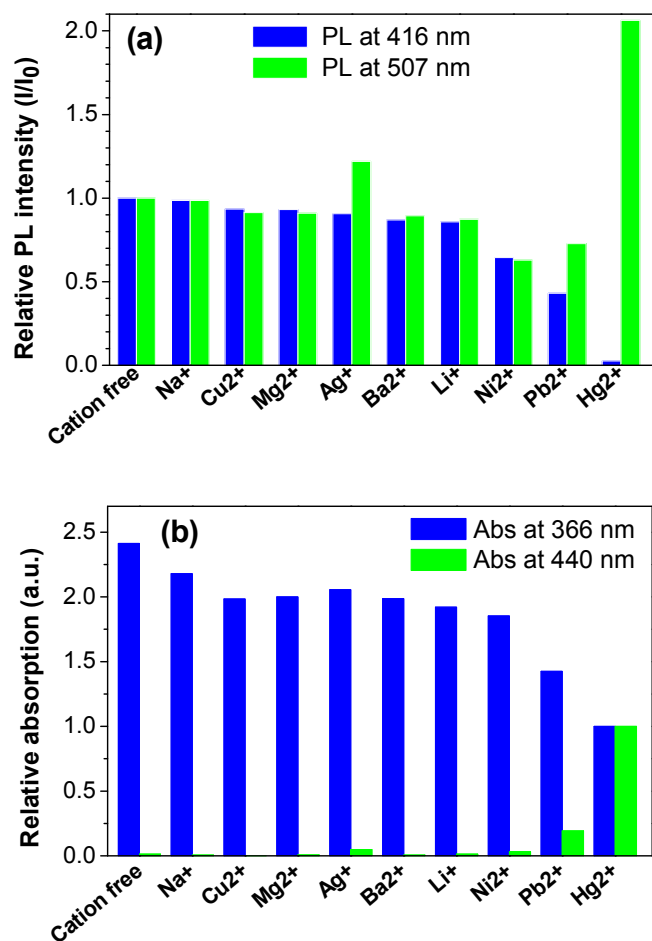 (a)
PL at 416 nm
PL at 507 nm
Relative PL intensity (I/I0)
2.0
1.5
1.0
0.5
0.0
Cation free Na+ Cu2+ Mg2+ Ag+ Ba2+ Li+ Ni2+ Pb2+ Hg2+
(b)
Abs at 366 nm
Abs at 440 nm
Relative absorption (a.u.)
2.5
2.0
1.5
1.0
0.5
0.0
Cation free Na+ Cu2+ Mg2+ Ag+ Ba2+ Li+ Ni2+ Pb2+ Hg2+